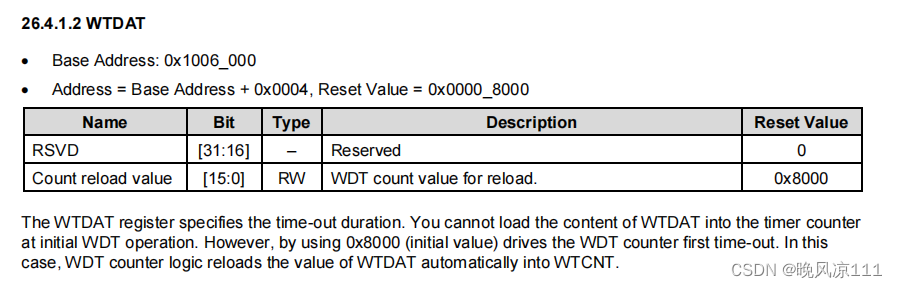 26.4.1.2 WTDAT
• Base Address: 0x1006_000
• Address = Base Address + 0x0004, Reset Value = 0x0000_8000
Name Bit Type Description Reset Value
RSVD [31:16] – Reserved 0
Count reload value [15:0] RW WDT count value for reload. 0x8000
The WTDAT register specifies the time-out duration. You cannot load the content of WTDAT into the timer counter
at initial WDT operation. However, by using 0x8000 (initial value) drives the WDT counter first time-out. In this
case, WDT counter logic reloads the value of WTDAT automatically into WTCNT.
CSDN @晚风凉111